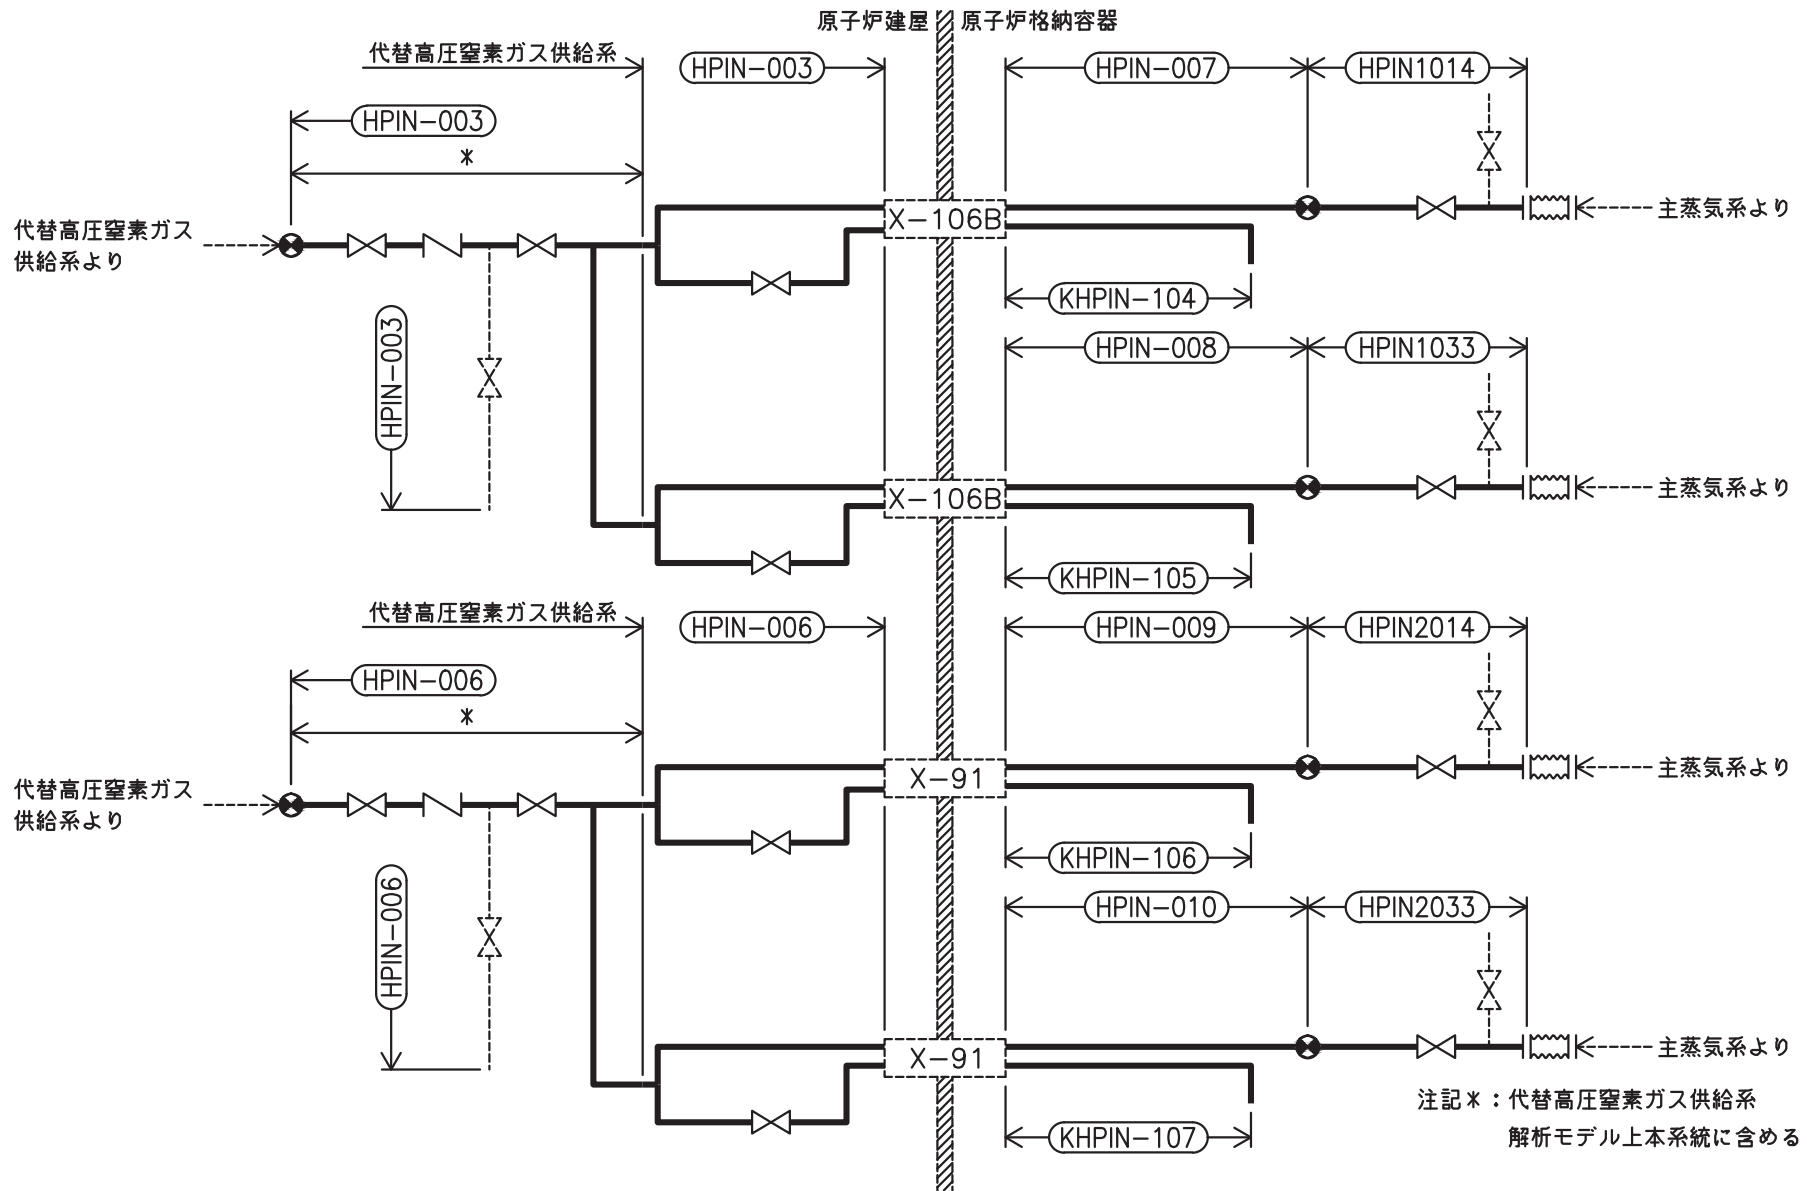 原子炉建屋
原子炉格納容器
代替高圧窒素ガス供給系
HPIN-003
HPIN-007
HPIN1014
HPIN-003
*
X-106B
主蒸気系より
代替高圧窒素ガス
供給系より
KHPIN-104
HPIN-003
HPIN-008
HPIN1033
X-106B
主蒸気系より
KHPIN-105
代替高圧窒素ガス供給系
HPIN-006
HPIN-009
HPIN2014
HPIN-006
*
X-91
主蒸気系より
代替高圧窒素ガス
供給系より
KHPIN-106
HPIN-006
HPIN-010
HPIN2033
X-91
主蒸気系より
KHPIN-107
注記*:代替高圧窒素ガス供給系
解析モデル上本系統に含める